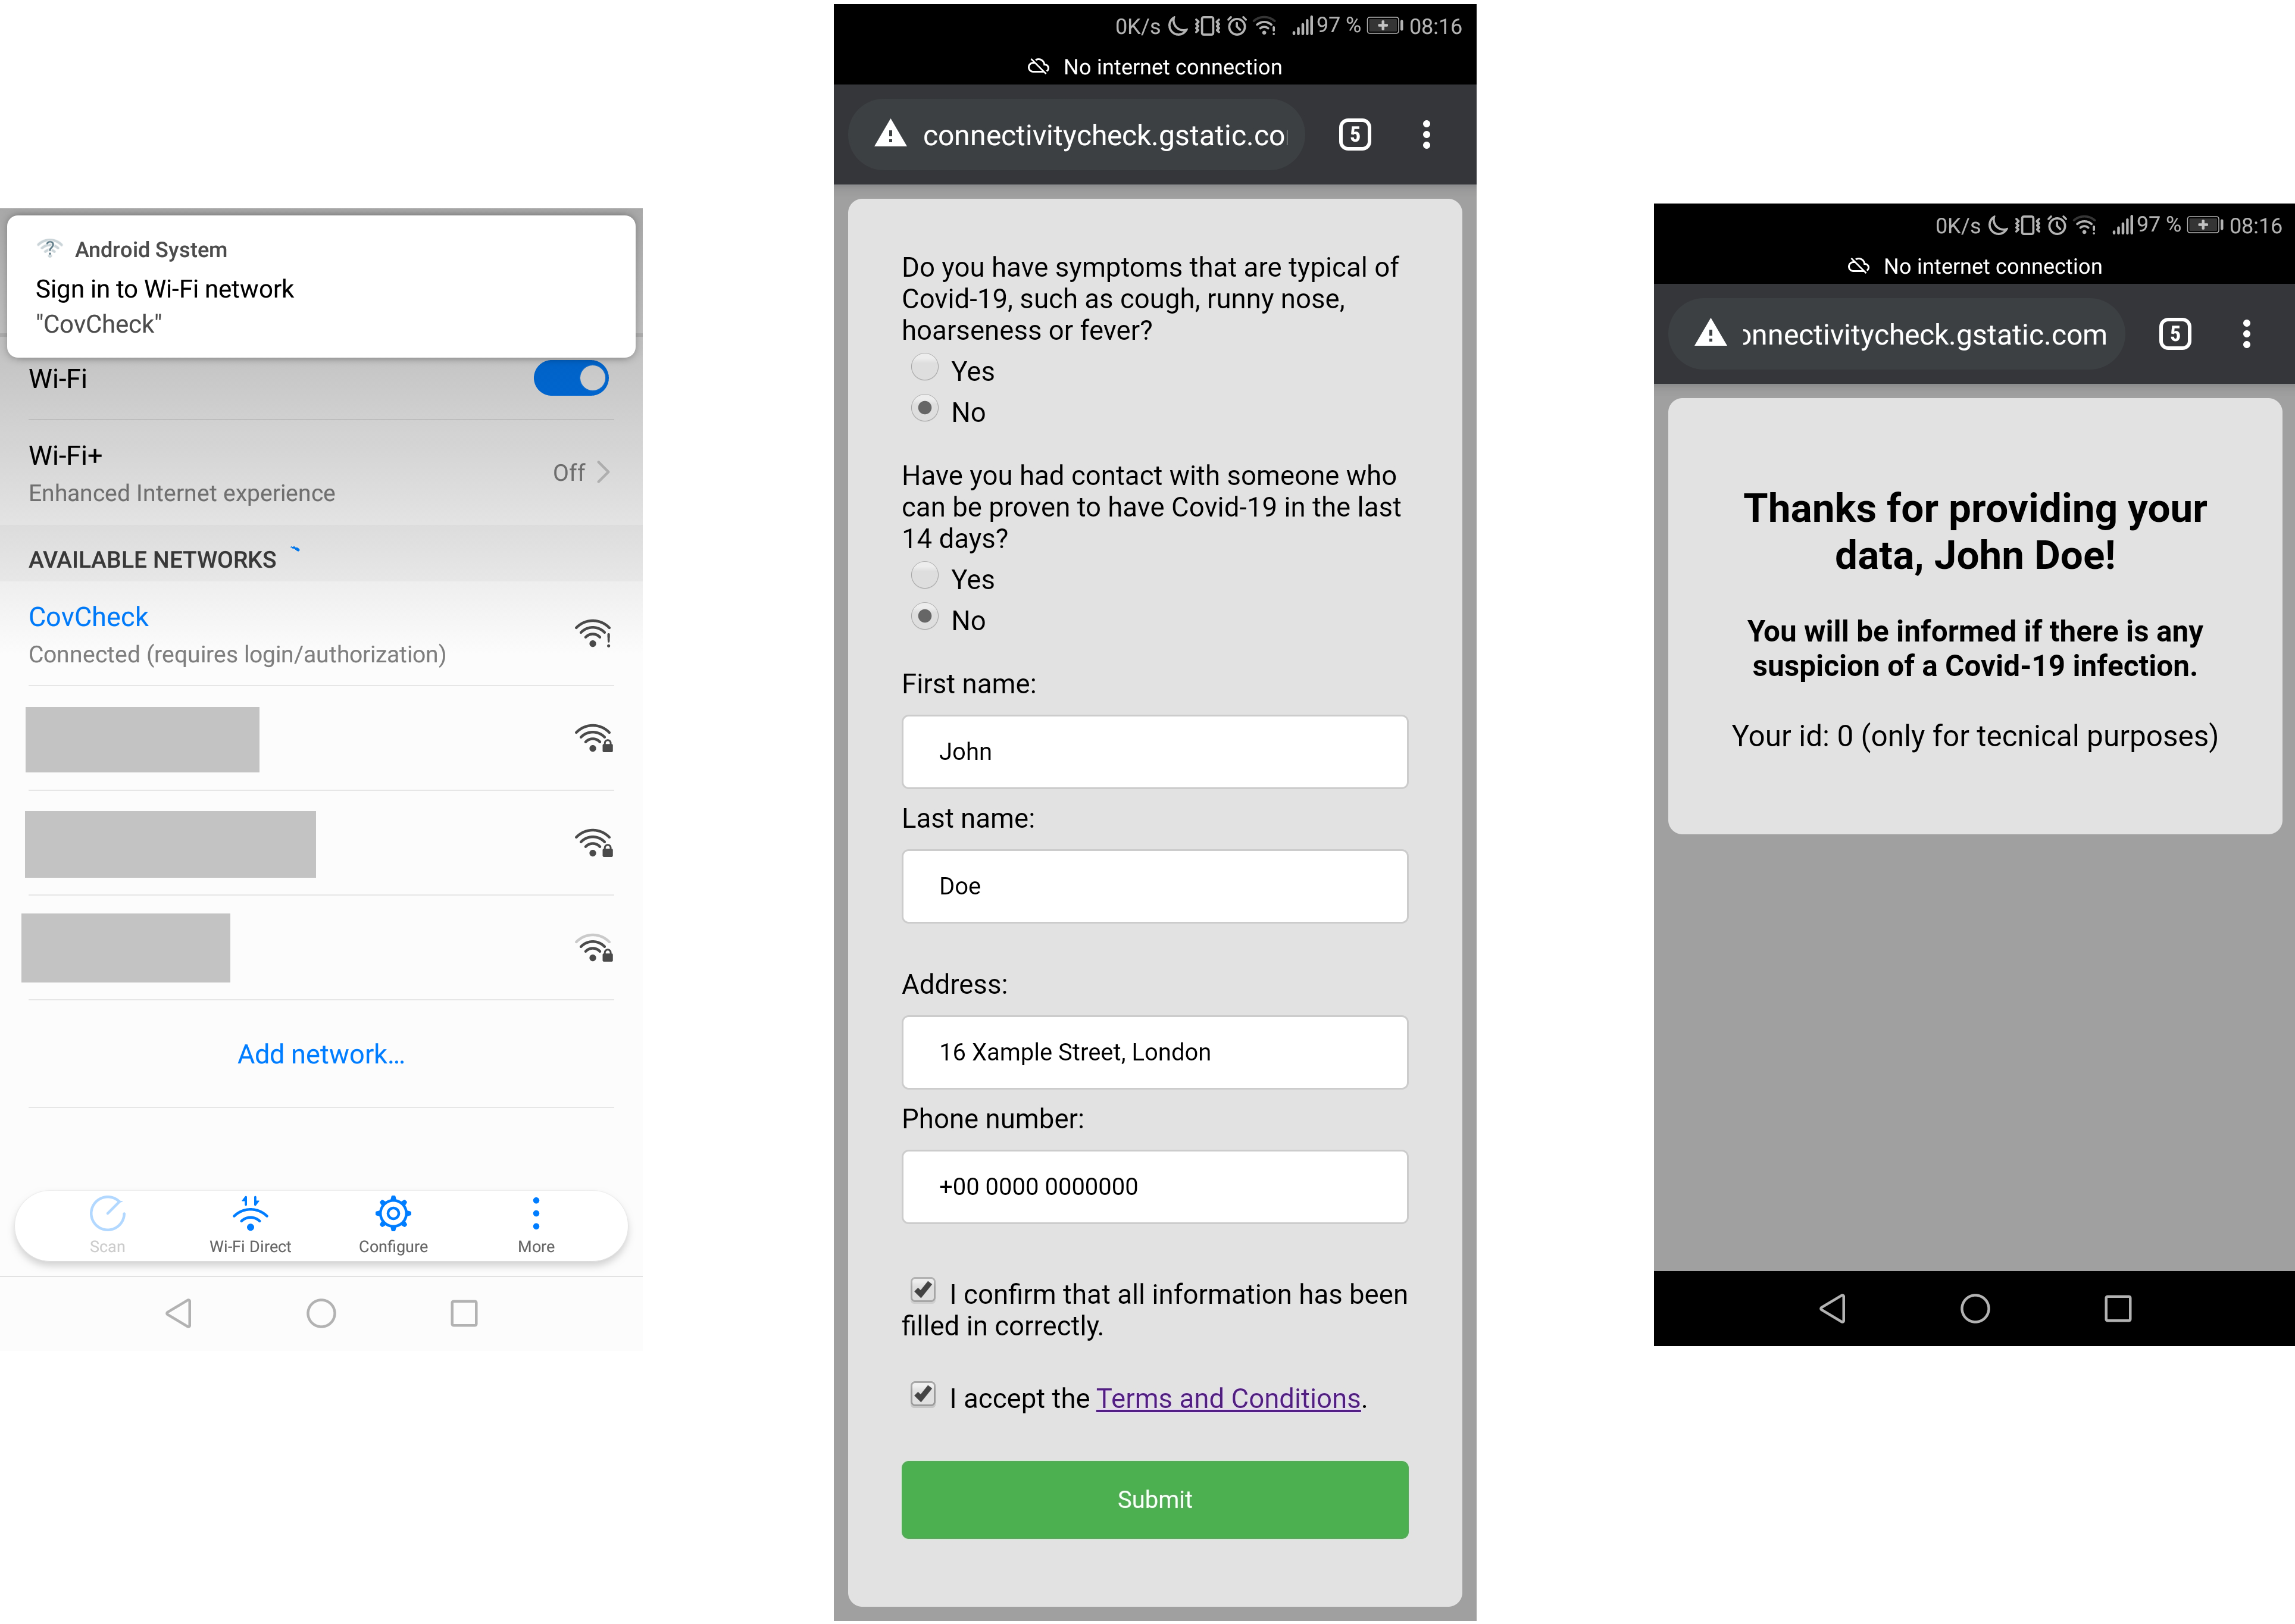 Android System
Sign in to Wi-Fi network
"CovCheck"
Wi-Fi
Wi-Fi+
Enhanced Internet experience
Off
AVAILABLE NETWORKS
CovCheck
Connected (requires login/authorization)
Add network...
Scan
Wi-Fi Direct
Configure
More
0K/s 97 % 08:16
No internet connection
connectivitycheck.gstatic.co
5
Do you have symptoms that are typical of
Covid-19, such as cough, runny nose,
hoarseness or fever?
Yes
No
Have you had contact with someone who
can be proven to have Covid-19 in the last
14 days?
Yes
No
First name:
John
Last name:
Doe
Address:
16 Xample Street, London
Phone number:
+00 0000 0000000
I confirm that all information has been
filled in correctly.
I accept the Terms and Conditions.
Submit
0K/s 97 % 08:16
No internet connection
onnectivitycheck.gstatic.com
5
Thanks for providing your
data, John Doe!
You will be informed if there is any
suspicion of a Covid-19 infection.
Your id: 0 (only for tecnical purposes)